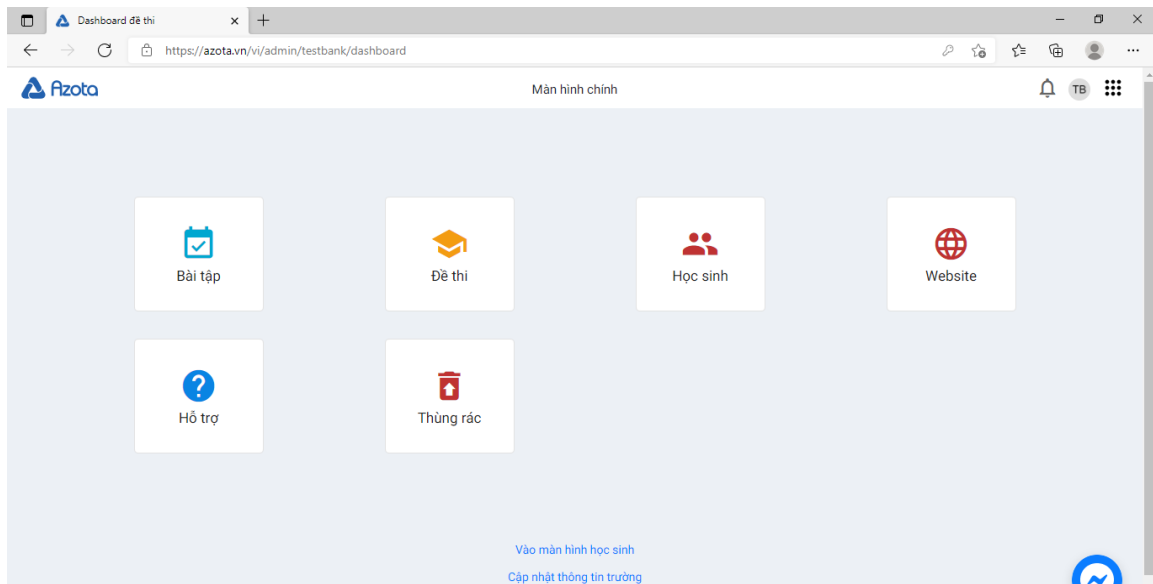 Dashboard đề thi
https://azota.vn/vi/admin/testbank/dashboard
Azota
Màn hình chính
TB
Bài tập
Đề thi
Học sinh
Website
Hỗ trợ
Thùng rác
Vào màn hình học sinh
Cập nhật thông tin trường